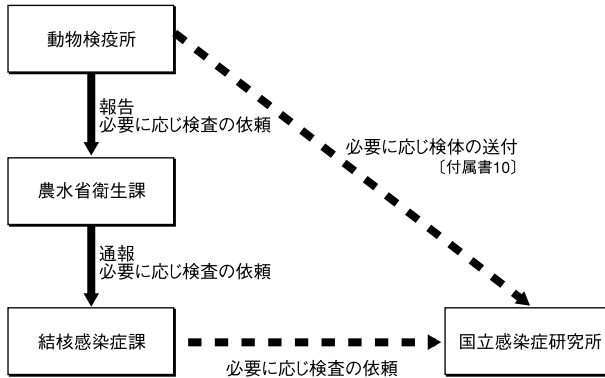 動物検疫所
報告
必要に応じ検査の依頼
必要に応じ検体の送付
〔付属書10〕
農水省衛生課
通報
必要に応じ検査の依頼
結核感染症課
国立感染症研究所
必要に応じ検査の依頼